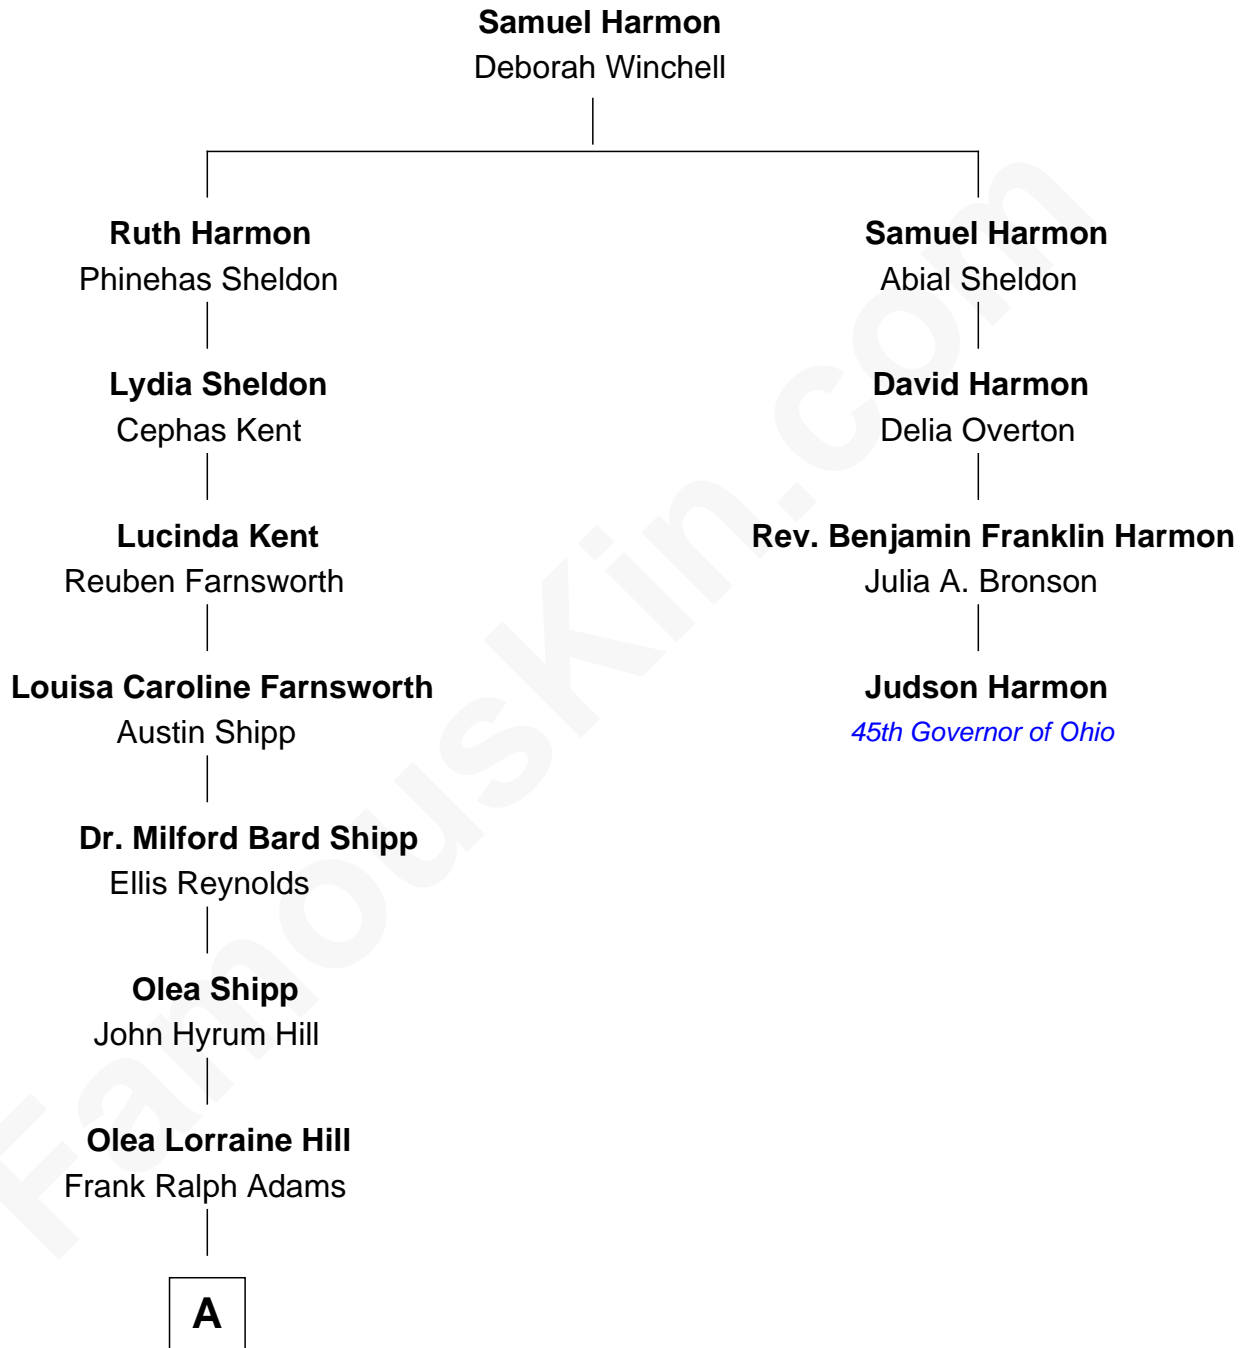 Samuel Harmon
Deborah Winchell
Ruth Harmon
Phinehas Sheldon
Lydia Sheldon
Cephas Kent
Lucinda Kent
Reuben Farnsworth
Louisa Caroline Farnsworth
Austin Shipp
Dr. Milford Bard Shipp
Ellis Reynolds
Olea Shipp
John Hyrum Hill
Olea Lorraine Hill
Frank Ralph Adams
A
Samuel Harmon
Abial Sheldon
David Harmon
Delia Overton
Rev. Benjamin Franklin Harmon
Julia A. Bronson
Judson Harmon
45th Governor of Ohio
FamousKin.com